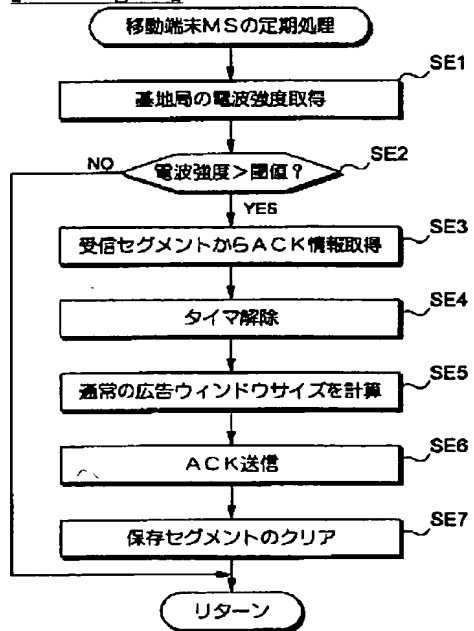 移動端末MSの定期処理
SE1
基地局の電波強度取得
SE2
電波強度>閾値?
NO
YES
SE3
受信セグメントからACK情報取得
SE4
タイマ解除
SE5
通常の広告ウィンドウサイズを計算
SE6
ACK送信
SE7
保存セグメントのクリア
リターン